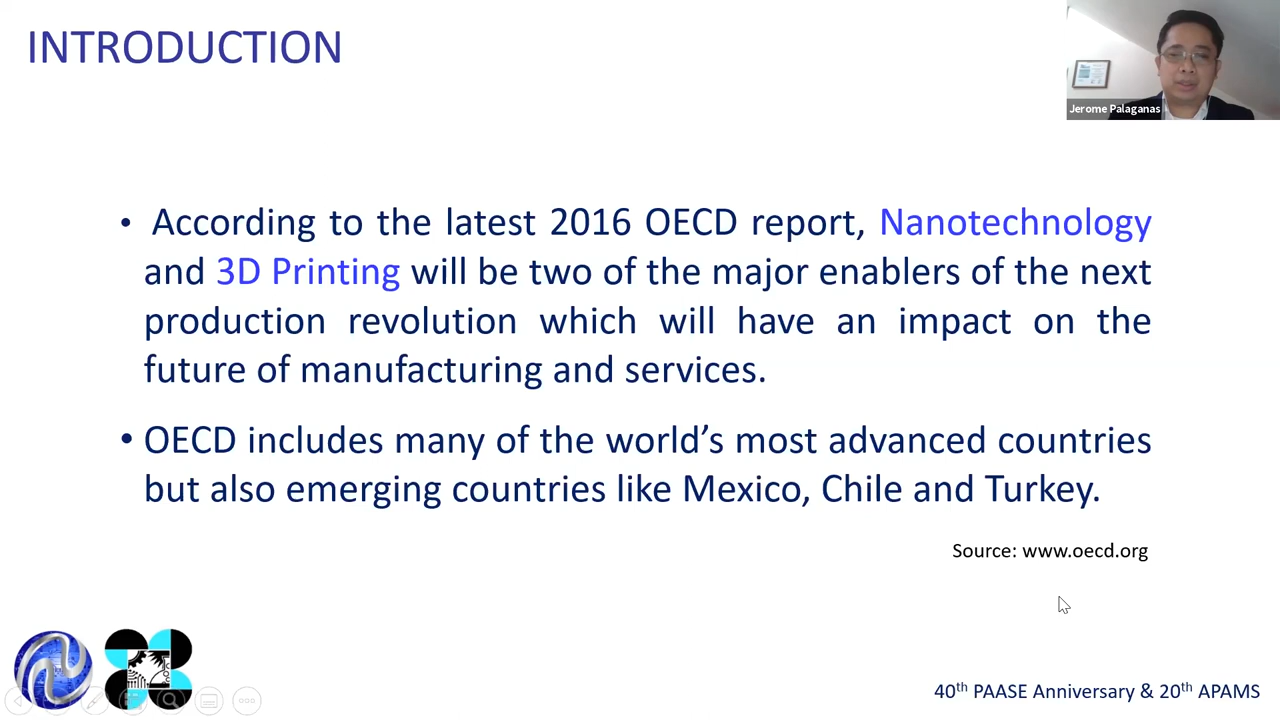 INTRODUCTION
Jerome Palaganas
• According to the latest 2016 OECD report, Nanotechnology
and 3D Printing will be two of the major enablers of the next
production revolution which will have an impact on the
future of manufacturing and services.
• OECD includes many of the world’s most advanced countries
but also emerging countries like Mexico, Chile and Turkey.
Source: www.oecd.org
40th PAASE Anniversary & 20th APAMS